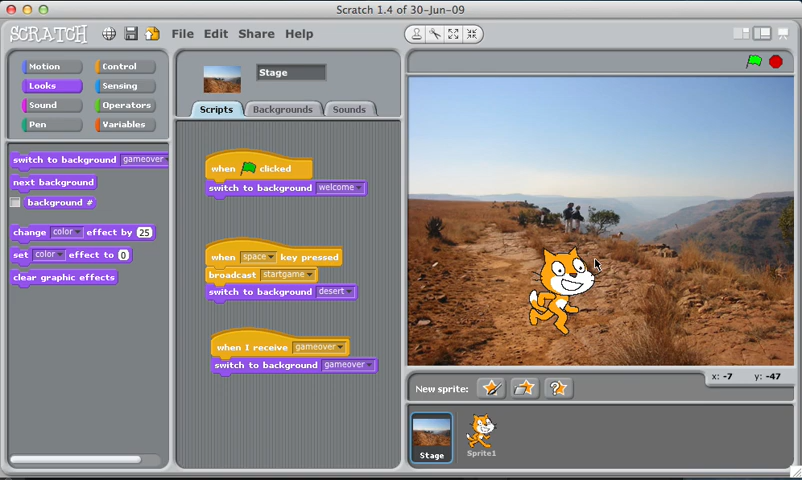 Scratch 1.4 of 30-Jun-09
SCRATCH File Edit Share Help
Motion Control
Looks Sensing
Sound Operators
Pen Variables
switch to background gameover
next background
background #
change color effect by 25
set color effect to 0
clear graphic effects
Stage
Scripts Backgrounds Sounds
when clicked
switch to background welcome
when space key pressed
broadcast startgame
switch to background desert
when I receive gameover
switch to background gameover
x: -7 y: -47
New sprite: ?
Stage
Sprite1